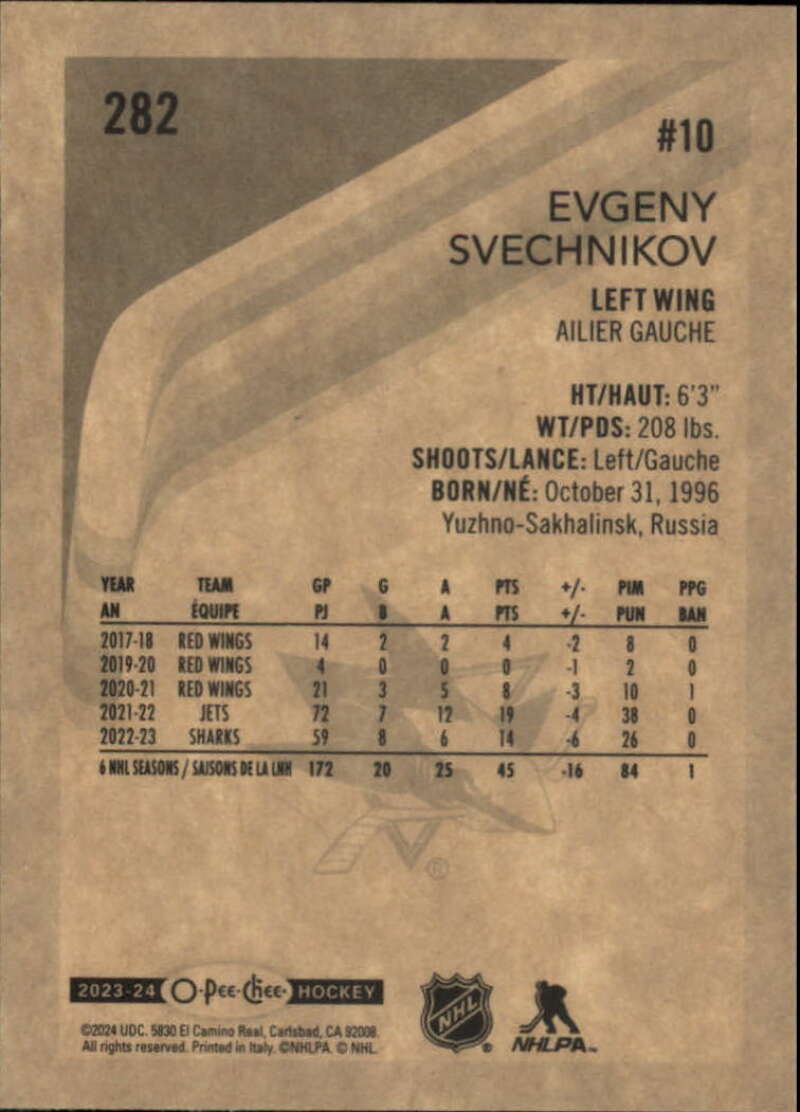 282
#10
EVGENY
SVECHNIKOV
LEFT WING
AILIER GAUCHE
HT/HAUT: 6'3"
WT/PDS: 208 lbs.
SHOOTS/LANCE: Left/Gauche
BORN/NÉ: October 31, 1996
Yuzhno-Sakhalinsk, Russia
YEAR TEAM GP G A PTS +/- PIM PPG
AN ÉQUIPE PJ B A PTS +/- PUN BAN
2017-18 RED WINGS 14 2 2 4 -2 8 0
2019-20 RED WINGS 4 0 0 0 -1 2 0
2020-21 RED WINGS 21 3 5 8 -3 10 1
2021-22 JETS 72 7 12 19 -4 38 0
2022-23 SHARKS 59 8 6 14 -6 26 0
6 NHL SEASONS / SAISONS DE LA LNH 172 20 25 45 -16 84 1
®
2023-24 O-Pee-Chee HOCKEY
©2024 UDC. 5830 El Camino Real, Carlsbad, CA 92008.
All rights reserved. Printed in Italy. ©NHLPA. © NHL.
NHL ®
NHLPA™